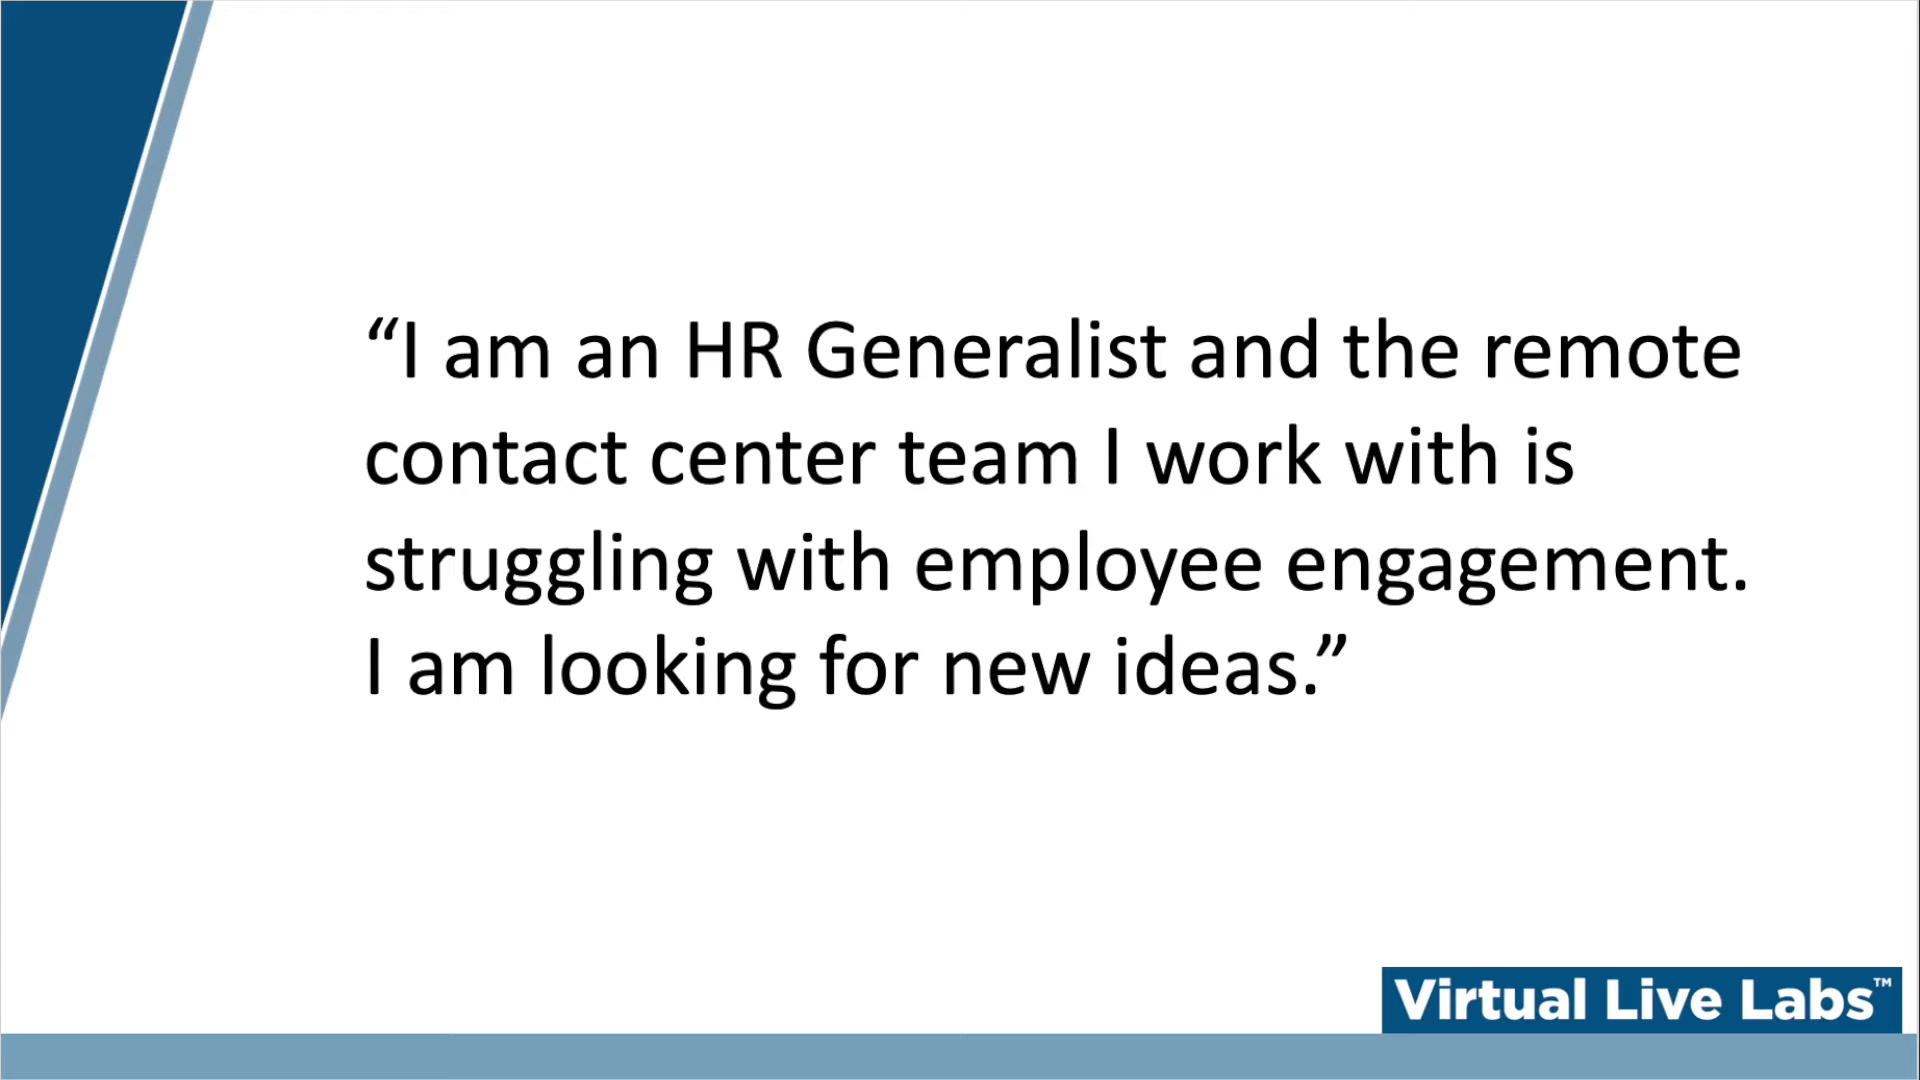 “I am an HR Generalist and the remote
contact center team I work with is
struggling with employee engagement.
I am looking for new ideas.”
Virtual Live Labs™